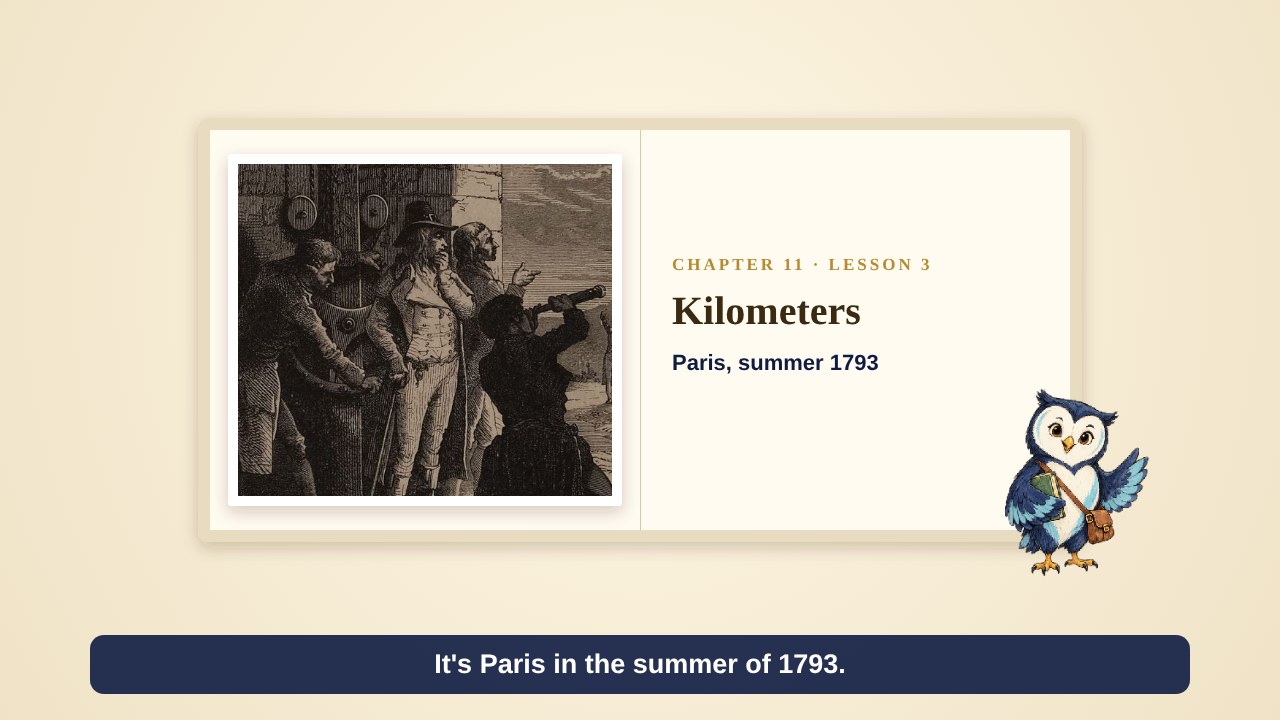 CHAPTER 11 · LESSON 3
Kilometers
Paris, summer 1793
It's Paris in the summer of 1793.